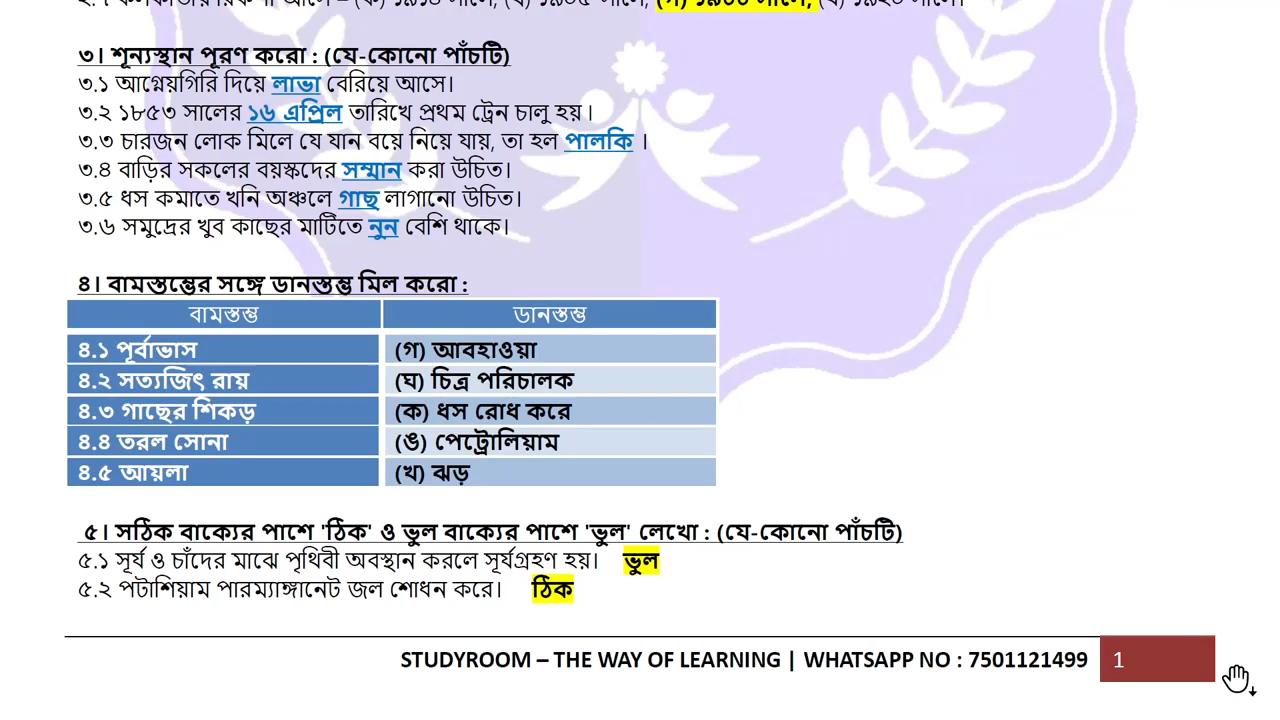 ৩। শূন্যস্থান পূরণ করো : (যে-কোনো পাঁচটি)
৩.১ আগ্নেয়গিরি দিয়ে লাভা বেরিয়ে আসে।
৩.২ ১৮৫৩ সালের ১৬ এপ্রিল তারিখে প্রথম ট্রেন চালু হয়।
৩.৩ চারজন লোক মিলে যে যান বয়ে নিয়ে যায়, তা হল পালকি ।
৩.৪ বাড়ির সকলের বয়স্কদের সম্মান করা উচিত।
৩.৫ ধস কমাতে খনি অঞ্চলে গাছ লাগানো উচিত।
৩.৬ সমুদ্রের খুব কাছের মাটিতে নুন বেশি থাকে।
৪। বামস্তম্ভের সঙ্গে ডানস্তম্ভ মিল করো :
বামস্তম্ভ ডানস্তম্ভ
৪.১ পূর্বাভাস (গ) আবহাওয়া
৪.২ সত্যজিৎ রায় (ঘ) চিত্র পরিচালক
৪.৩ গাছের শিকড় (ক) ধস রোধ করে
৪.৪ তরল সোনা (ঙ) পেট্রোলিয়াম
৪.৫ আয়লা (খ) ঝড়
৫। সঠিক বাক্যের পাশে 'ঠিক' ও ভুল বাক্যের পাশে 'ভুল' লেখো : (যে-কোনো পাঁচটি)
৫.১ সূর্য ও চাঁদের মাঝে পৃথিবী অবস্থান করলে সূর্যগ্রহণ হয়। ভুল
৫.২ পটাশিয়াম পারম্যাঙ্গানেট জল শোধন করে। ঠিক
STUDYROOM – THE WAY OF LEARNING | WHATSAPP NO : 7501121499 1